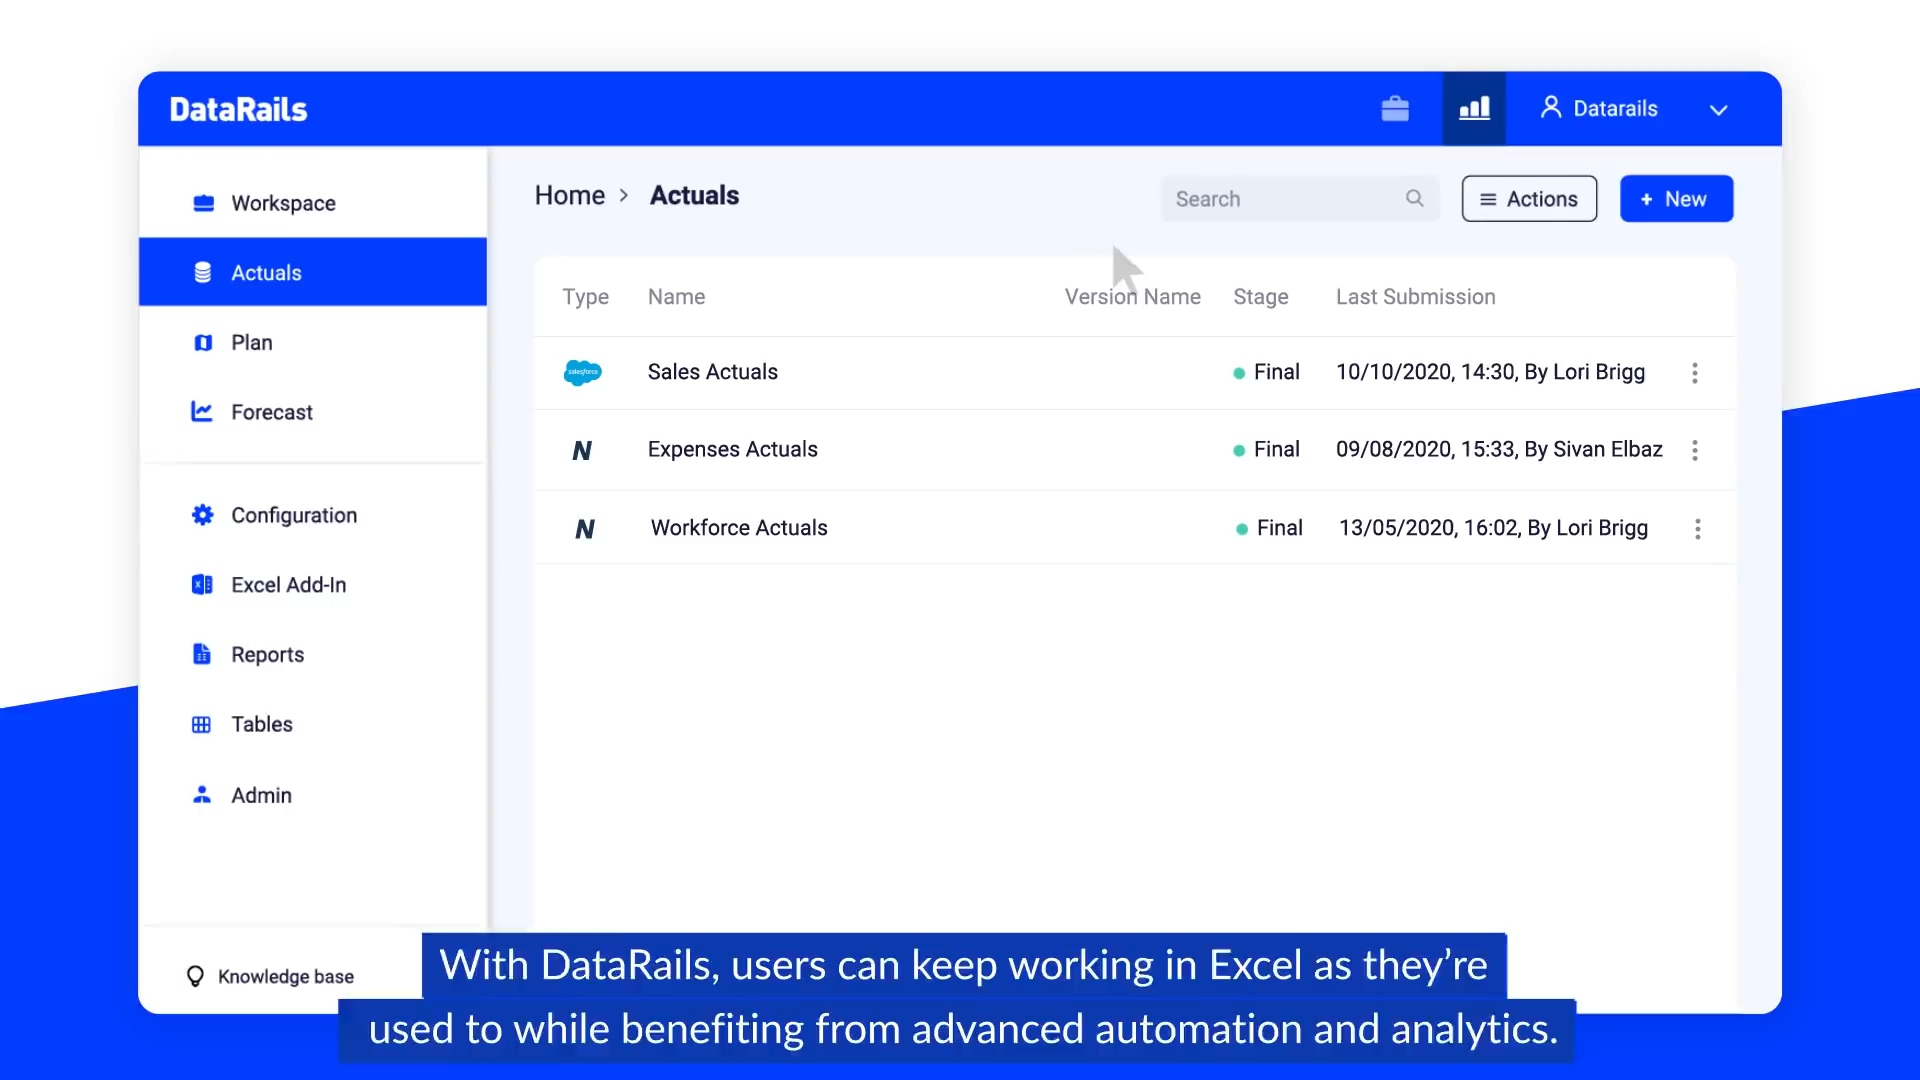 DataRails
Datarails
Workspace
Actuals
Plan
Forecast
Configuration
Excel Add-In
Reports
Tables
Admin
Knowledge base
Home > Actuals
Search
Actions
+ New
Type Name Version Name Stage Last Submission
salesforce Sales Actuals Final 10/10/2020, 14:30, By Lori Brigg
N Expenses Actuals Final 09/08/2020, 15:33, By Sivan Elbaz
N Workforce Actuals Final 13/05/2020, 16:02, By Lori Brigg
With DataRails, users can keep working in Excel as they’re
used to while benefiting from advanced automation and analytics.